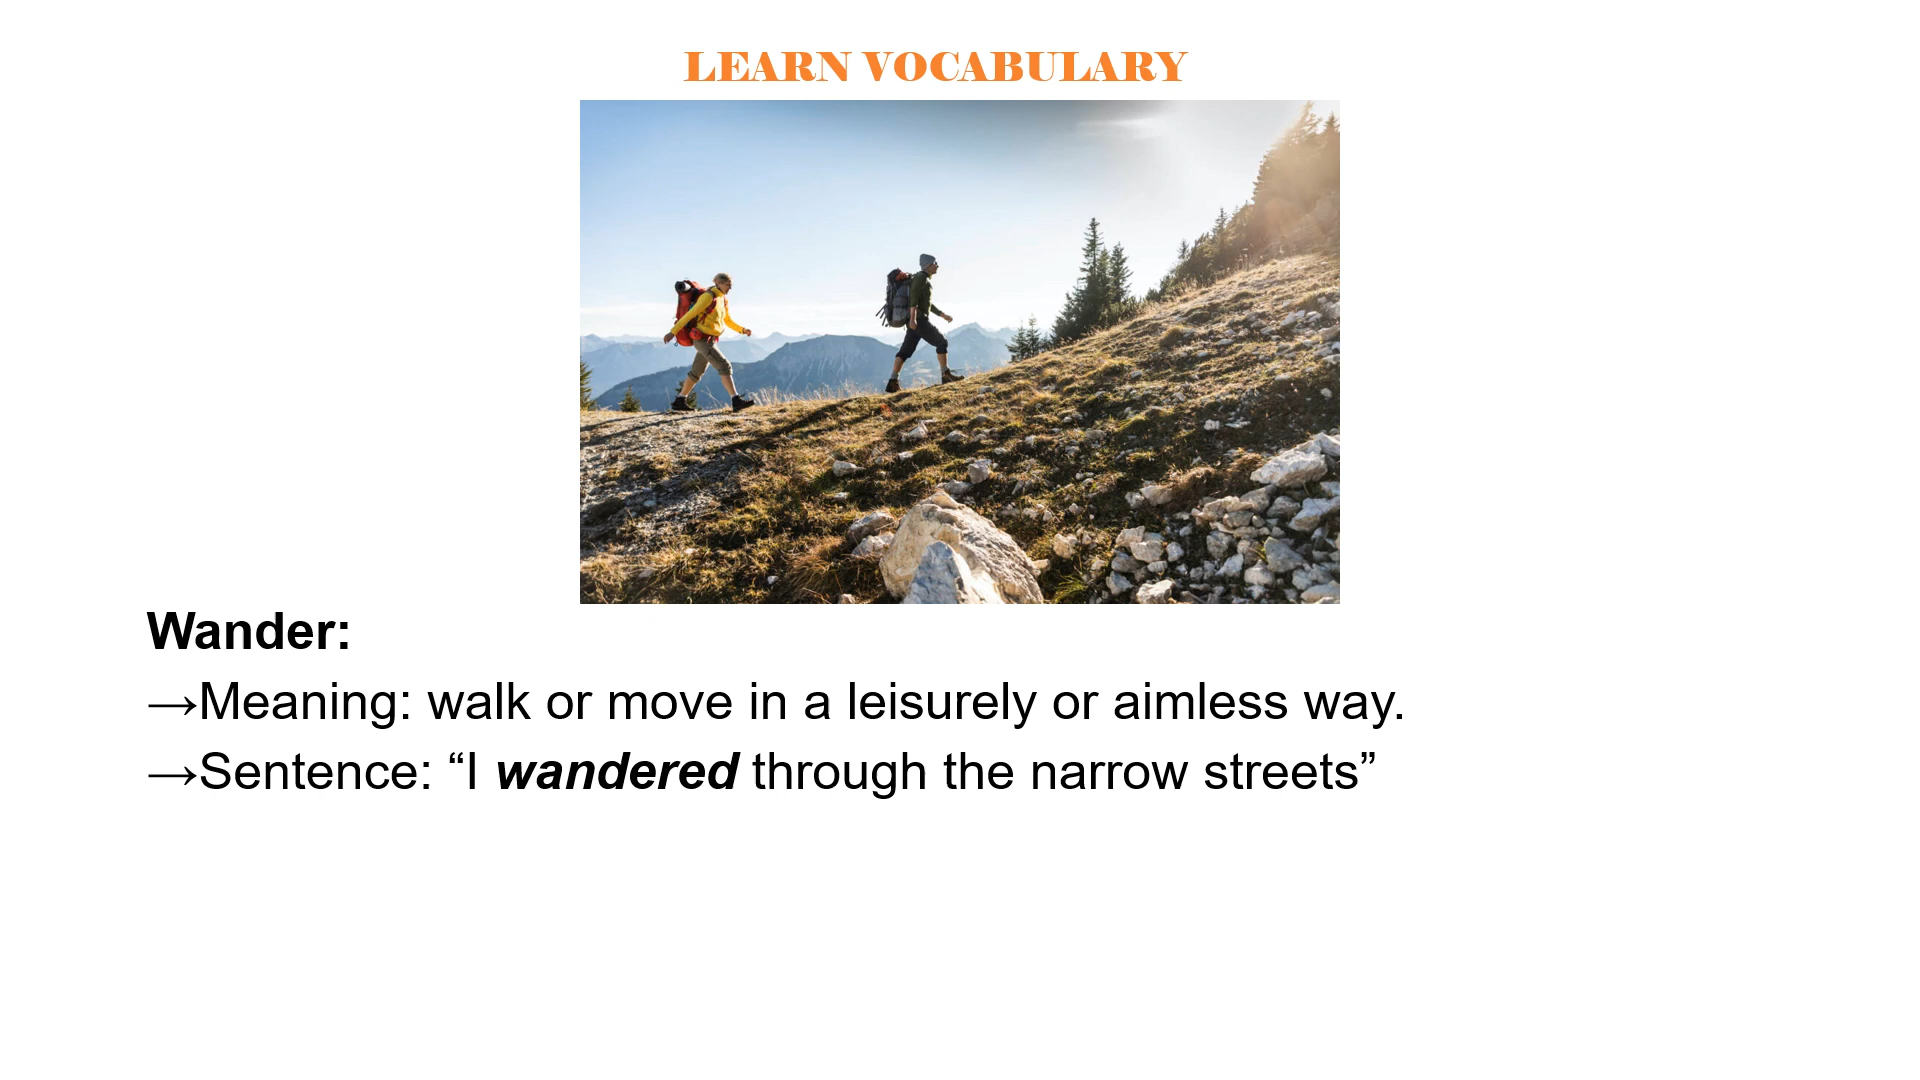 LEARN VOCABULARY
Wander:
→Meaning: walk or move in a leisurely or aimless way.
→Sentence: “I wandered through the narrow streets”